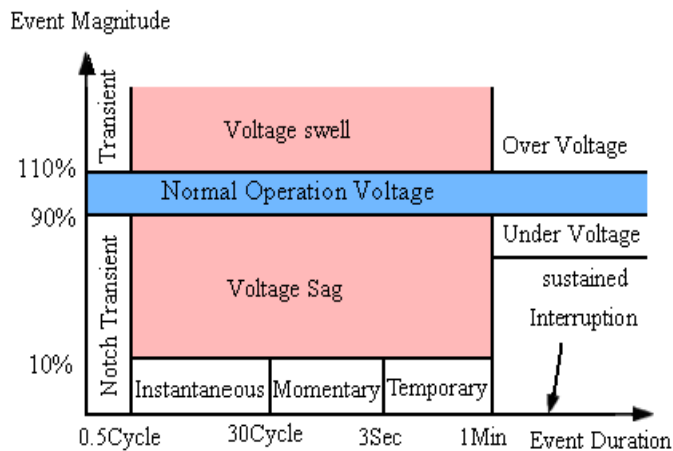 Event Magnitude
Transient
Voltage swell
Over Voltage
110%
Normal Operation Voltage
90%
Under Voltage
Notch Transient
Voltage Sag
sustained
Interruption
10%
Instantaneous
Momentary
Temporary
0.5Cycle
30Cycle
3Sec
1Min
Event Duration